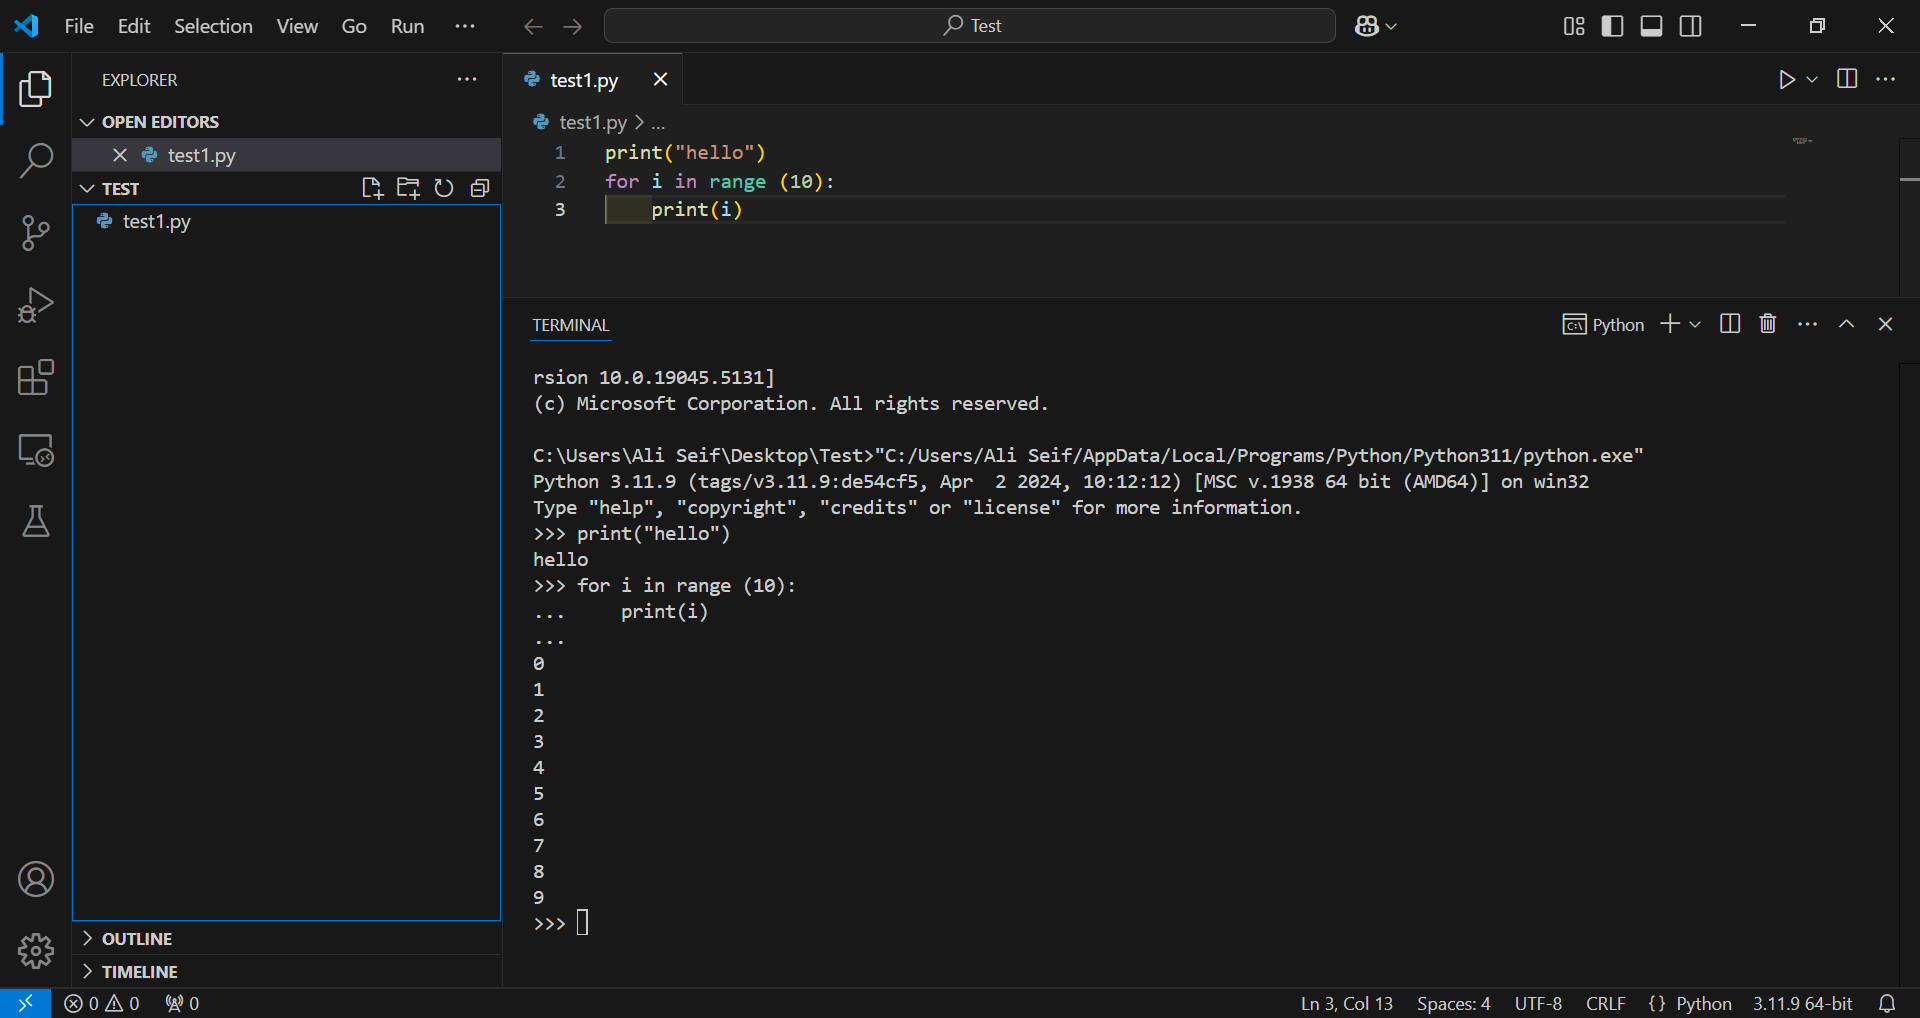 File Edit Selection View Go Run ...
Test
EXPLORER
OPEN EDITORS
test1.py
TEST
test1.py
OUTLINE
TIMELINE
test1.py
test1.py > ...
1 print("hello")
2 for i in range (10):
3     print(i)
TERMINAL
Python
rsion 10.0.19045.5131]
(c) Microsoft Corporation. All rights reserved.
C:\Users\Ali Seif\Desktop\Test>"C:/Users/Ali Seif/AppData/Local/Programs/Python/Python311/python.exe"
Python 3.11.9 (tags/v3.11.9:de54cf5, Apr  2 2024, 10:12:12) [MSC v.1938 64 bit (AMD64)] on win32
Type "help", "copyright", "credits" or "license" for more information.
>>> print("hello")
hello
>>> for i in range (10):
...     print(i)
...
0
1
2
3
4
5
6
7
8
9
>>>
0 0 0
Ln 3, Col 13 Spaces: 4 UTF-8 CRLF {} Python 3.11.9 64-bit